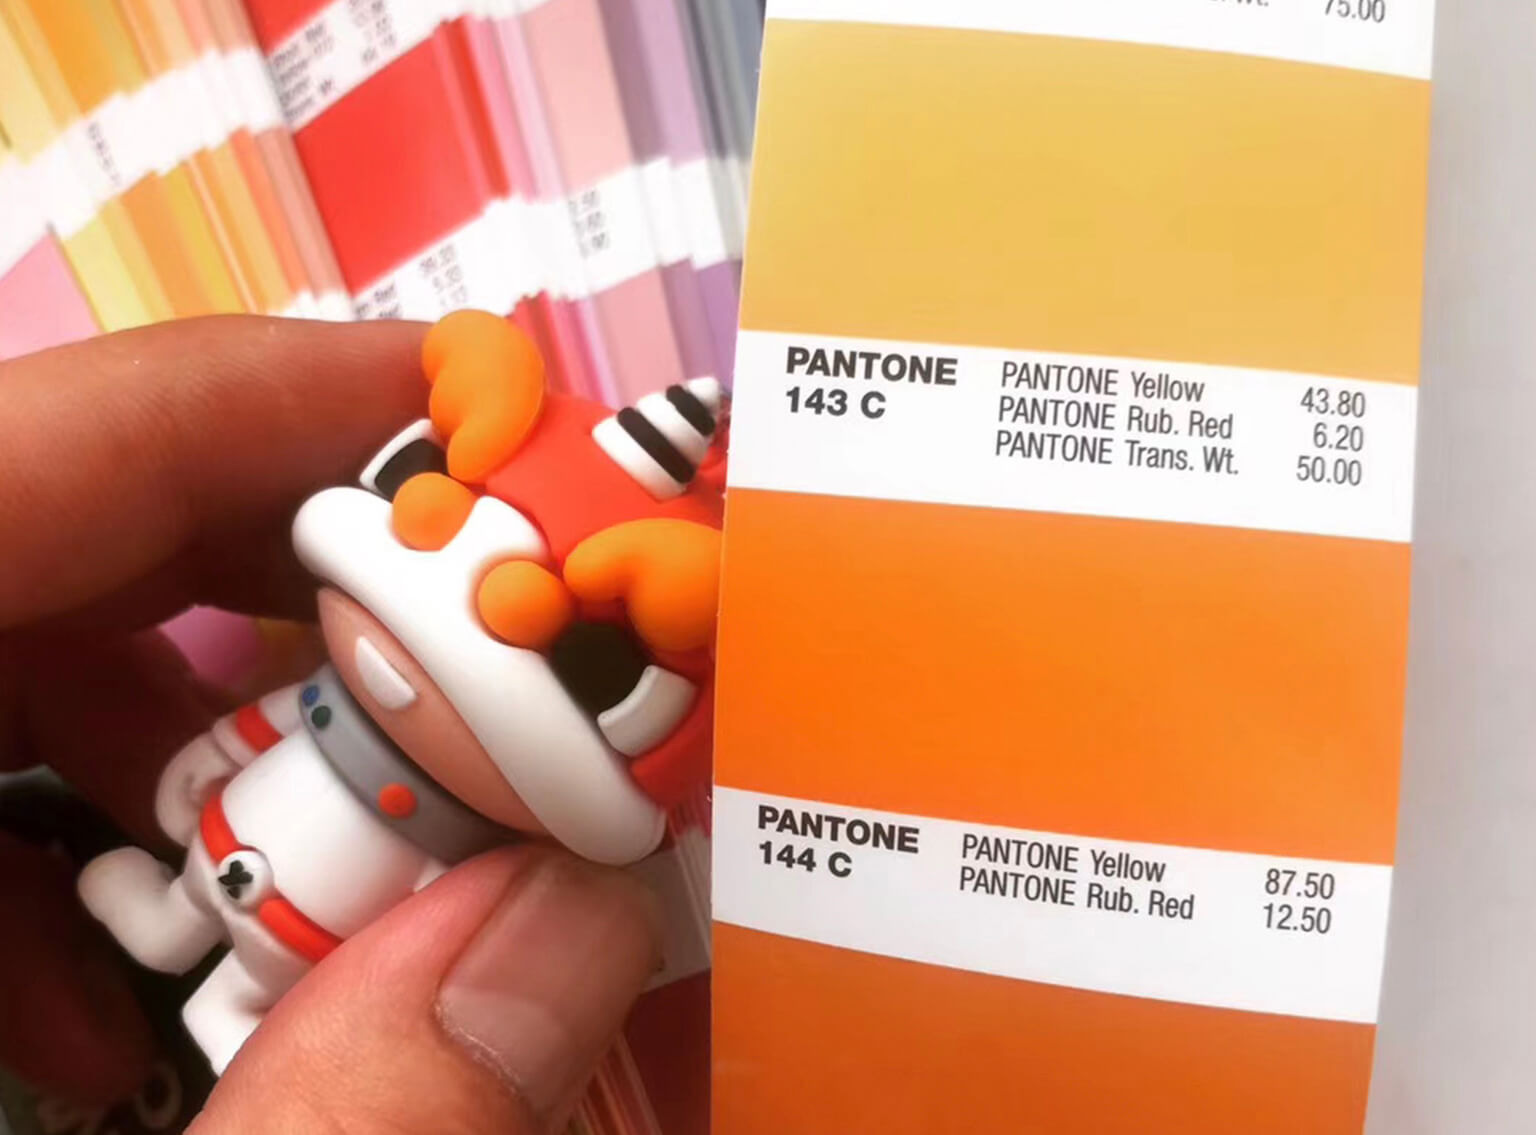 75.00
PANTONE
143 C
PANTONE Yellow 43.80
PANTONE Rub. Red 6.20
PANTONE Trans. Wt. 50.00
PANTONE
144 C
PANTONE Yellow 87.50
PANTONE Rub. Red 12.50